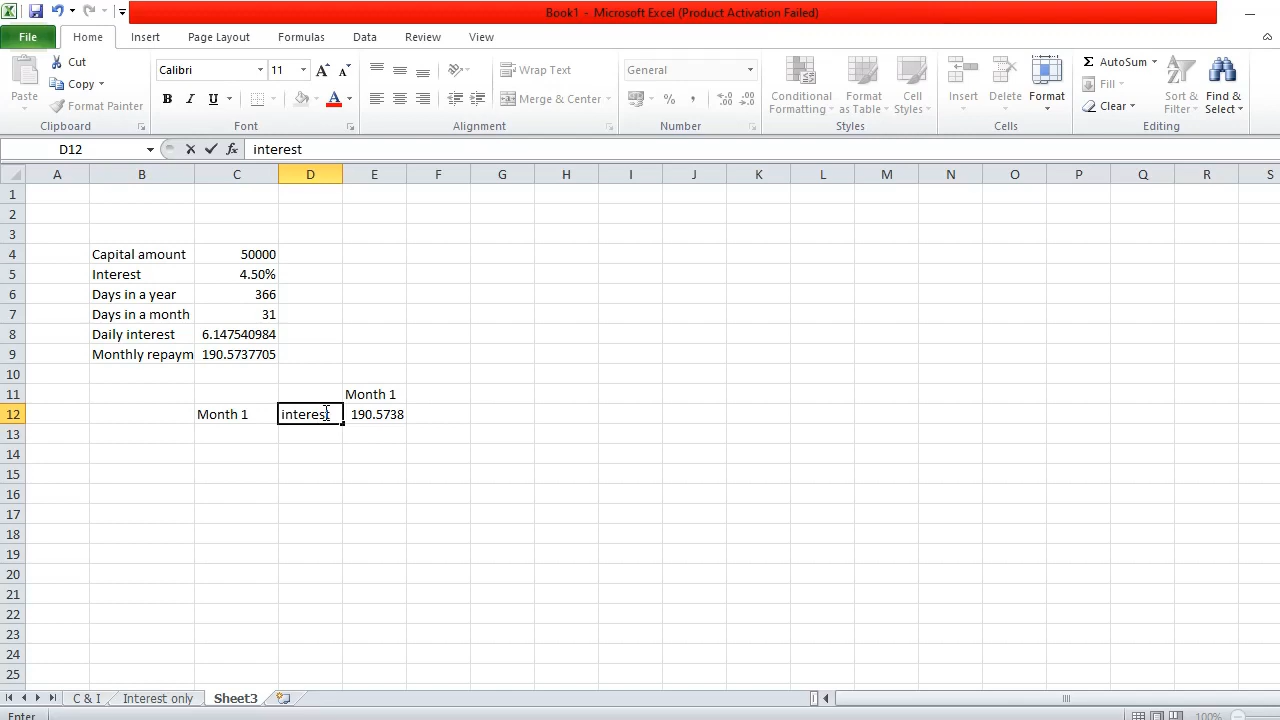 Book1 - Microsoft Excel (Product Activation Failed)
File Home Insert Page Layout Formulas Data Review View
Paste
Cut
Copy
Format Painter
Clipboard
Calibri 11
B I U
Font
Wrap Text
Merge & Center
Alignment
General
Number
Conditional Formatting
Format as Table
Cell Styles
Styles
Insert
Delete
Format
Cells
AutoSum
Fill
Clear
Sort & Filter
Find & Select
Editing
D12 fx interest
A B C D E F G H I J K L M N O P Q R S
1
2
3
4 Capital amount 50000
5 Interest 4.50%
6 Days in a year 366
7 Days in a month 31
8 Daily interest 6.147540984
9 Monthly repaym 190.5737705
10
11 Month 1
12 Month 1 interest 190.5738
13
14
15
16
17
18
19
20
21
22
23
24
25
C & I Interest only Sheet3
Enter 100%